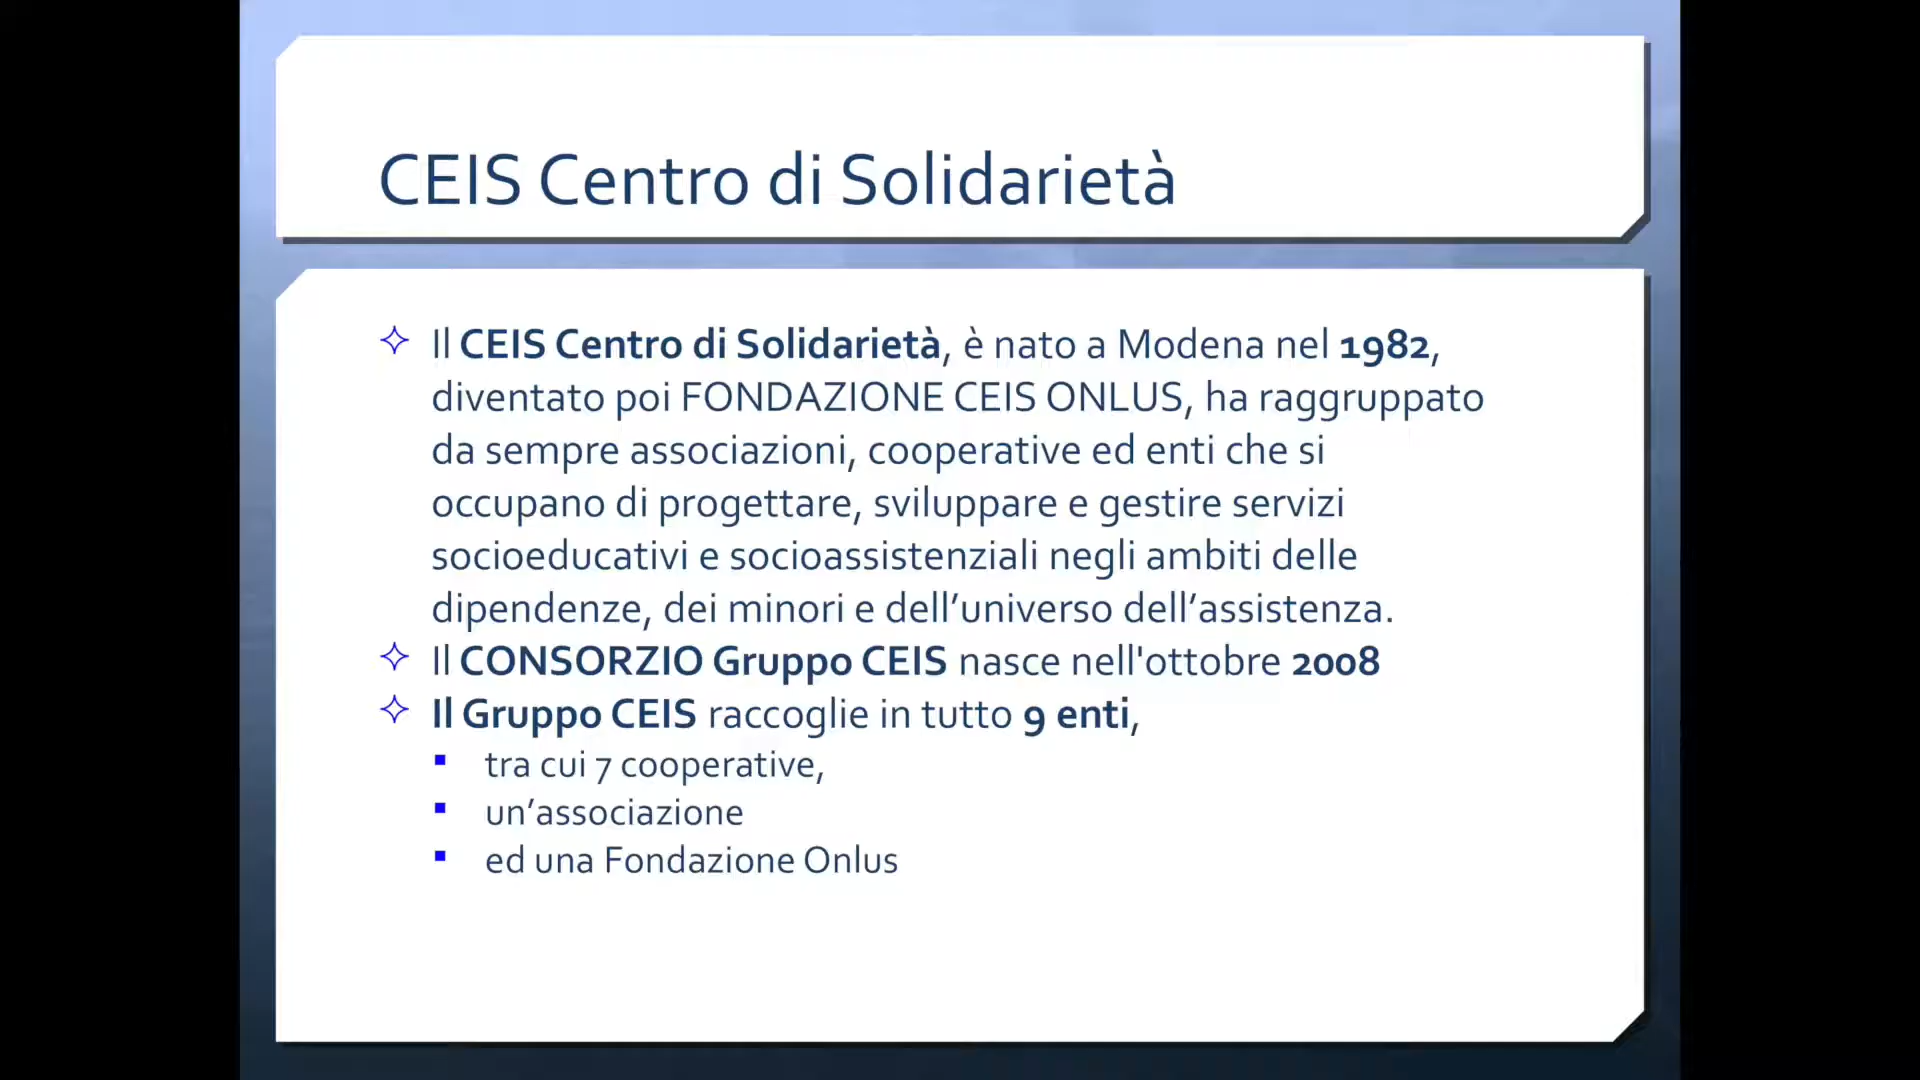 CEIS Centro di Solidarietà
Il CEIS Centro di Solidarietà, è nato a Modena nel 1982,
diventato poi FONDAZIONE CEIS ONLUS, ha raggruppato
da sempre associazioni, cooperative ed enti che si
occupano di progettare, sviluppare e gestire servizi
socioeducativi e socioassistenziali negli ambiti delle
dipendenze, dei minori e dell’universo dell’assistenza.
Il CONSORZIO Gruppo CEIS nasce nell'ottobre 2008
Il Gruppo CEIS raccoglie in tutto 9 enti,
tra cui 7 cooperative,
un’associazione
ed una Fondazione Onlus